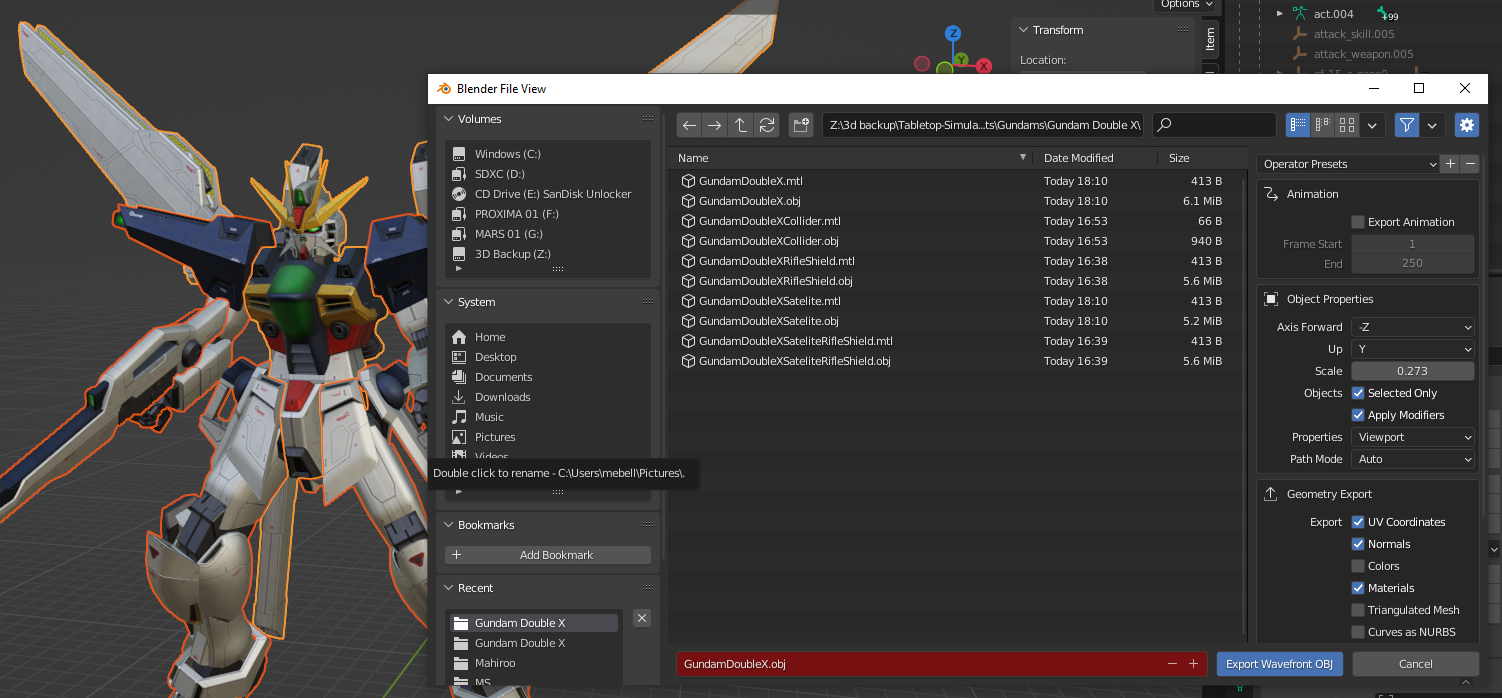 Options
act.004
+99
attack_skill.005
attack_weapon.005
Transform
Location:
Item
Z
Y
X
Blender File View
Volumes
Windows (C:)
SDXC (D:)
CD Drive (E:) SanDisk Unlocker
PROXIMA 01 (F:)
MARS 01 (G:)
3D Backup (Z:)
System
Home
Desktop
Documents
Downloads
Music
Pictures
Videos
Double click to rename - C:\Users\mebell\Pictures\.
Bookmarks
Add Bookmark
Recent
Gundam Double X
Gundam Double X
Mahiroo
MS
Z:\3d backup\Tabletop-Simula...ts\Gundams\Gundam Double X\
Name Date Modified Size
GundamDoubleX.mtl Today 18:10 413 B
GundamDoubleX.obj Today 18:10 6.1 MiB
GundamDoubleXCollider.mtl Today 16:53 66 B
GundamDoubleXCollider.obj Today 16:53 940 B
GundamDoubleXRifleShield.mtl Today 16:38 413 B
GundamDoubleXRifleShield.obj Today 16:38 5.6 MiB
GundamDoubleXSatelite.mtl Today 18:10 413 B
GundamDoubleXSatelite.obj Today 18:10 5.2 MiB
GundamDoubleXSateliteRifleShield.mtl Today 16:39 413 B
GundamDoubleXSateliteRifleShield.obj Today 16:39 5.6 MiB
Operator Presets
Animation
Export Animation
Frame Start 1
End 250
Object Properties
Axis Forward -Z
Up Y
Scale 0.273
Objects Selected Only
Apply Modifiers
Properties Viewport
Path Mode Auto
Geometry Export
Export UV Coordinates
Normals
Colors
Materials
Triangulated Mesh
Curves as NURBS
GundamDoubleX.obj
Export Wavefront OBJ
Cancel